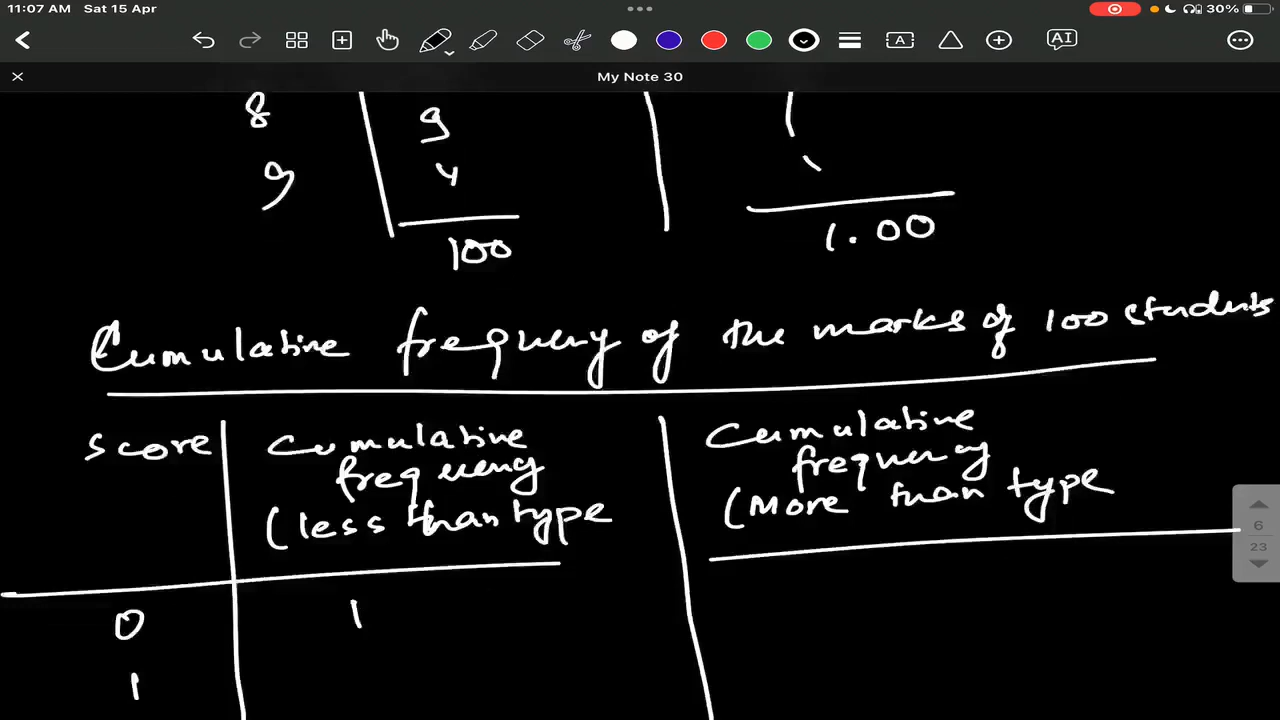 11:07 AM Sat 15 Apr
30%
A
AI
My Note 30
8 9
9 4
100 1.00
Cumulative frequency of the marks of 100 students
Score Cumulative frequency (less than type Cumulative frequency (More than type
6
23
0 1
1